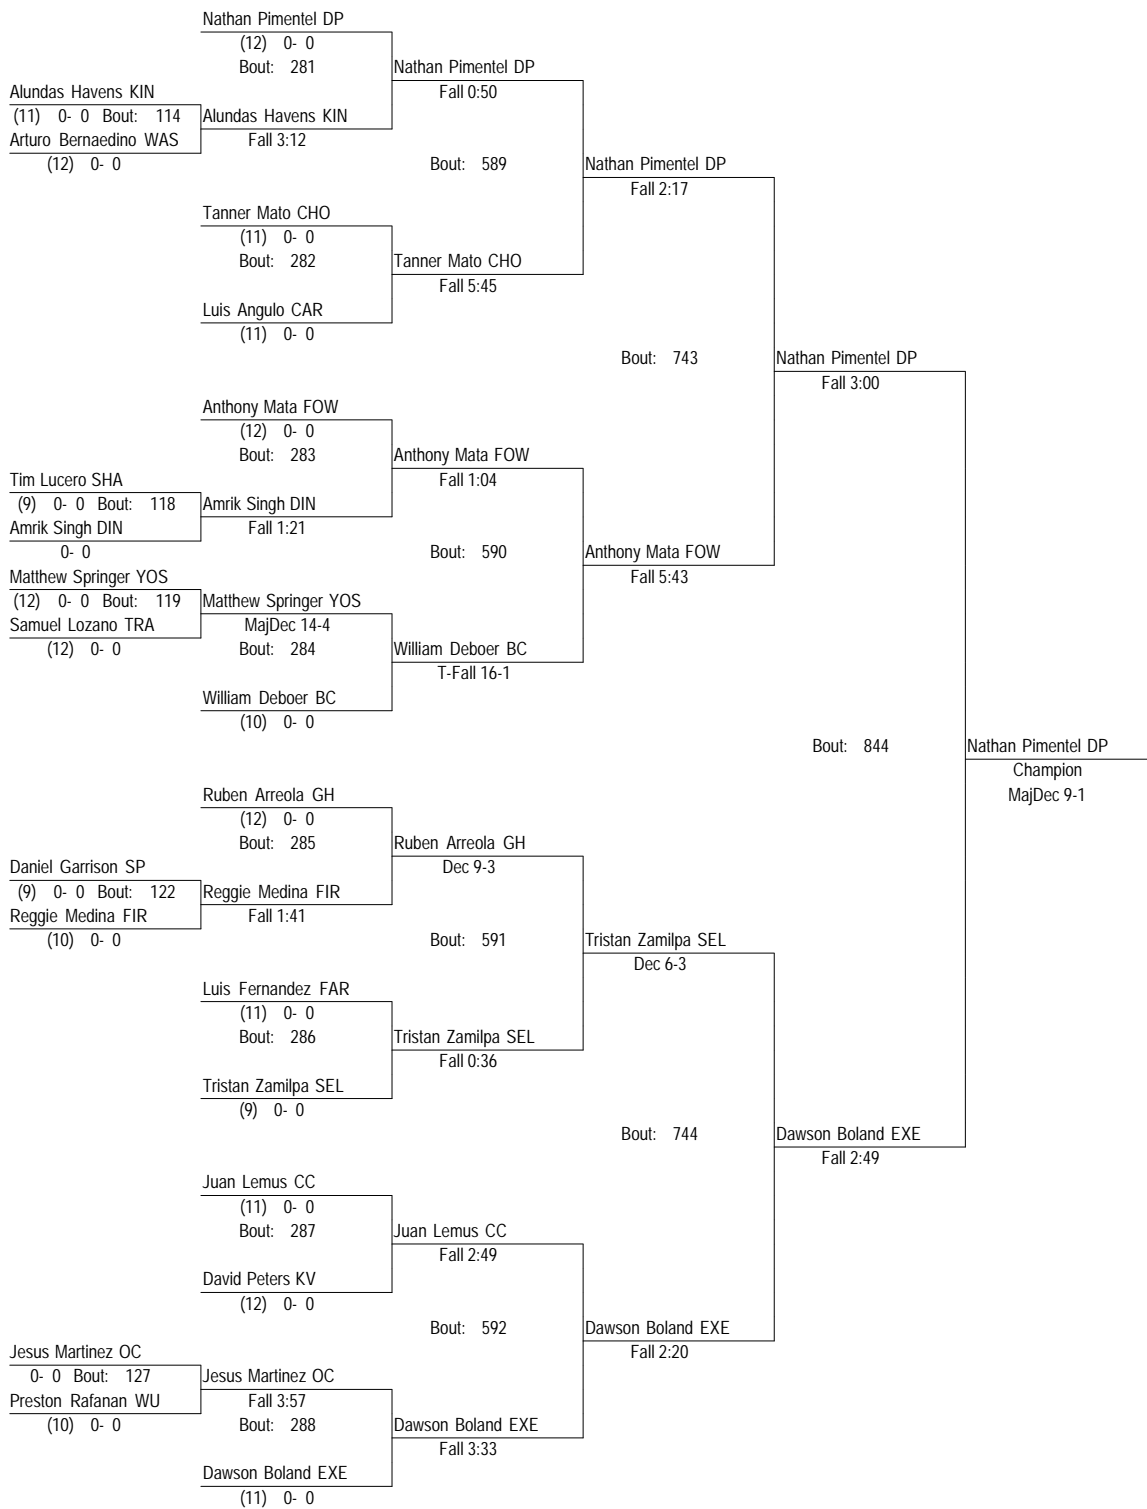 Nathan Pimentel DP
(12) 0- 0
Bout: 281
Nathan Pimentel DP
Fall 0:50
Alundas Havens KIN
(11) 0- 0 Bout: 114
Alundas Havens KIN
Arturo Bernaedino WAS
Fall 3:12
(12) 0- 0
Bout: 589
Nathan Pimentel DP
Fall 2:17
Tanner Mato CHO
(11) 0- 0
Bout: 282
Tanner Mato CHO
Fall 5:45
Luis Angulo CAR
(11) 0- 0
Bout: 743
Nathan Pimentel DP
Fall 3:00
Anthony Mata FOW
(12) 0- 0
Bout: 283
Anthony Mata FOW
Fall 1:04
Tim Lucero SHA
(9) 0- 0 Bout: 118
Amrik Singh DIN
Amrik Singh DIN
Fall 1:21
0- 0
Bout: 590
Anthony Mata FOW
Fall 5:43
Matthew Springer YOS
(12) 0- 0 Bout: 119
Matthew Springer YOS
Samuel Lozano TRA
MajDec 14-4
(12) 0- 0
Bout: 284
William Deboer BC
T-Fall 16-1
William Deboer BC
(10) 0- 0
Bout: 844
Nathan Pimentel DP
Champion
MajDec 9-1
Ruben Arreola GH
(12) 0- 0
Bout: 285
Ruben Arreola GH
Dec 9-3
Daniel Garrison SP
(9) 0- 0 Bout: 122
Reggie Medina FIR
Reggie Medina FIR
Fall 1:41
(10) 0- 0
Bout: 591
Tristan Zamilpa SEL
Dec 6-3
Luis Fernandez FAR
(11) 0- 0
Bout: 286
Tristan Zamilpa SEL
Fall 0:36
Tristan Zamilpa SEL
(9) 0- 0
Bout: 744
Dawson Boland EXE
Fall 2:49
Juan Lemus CC
(11) 0- 0
Bout: 287
Juan Lemus CC
Fall 2:49
David Peters KV
(12) 0- 0
Bout: 592
Dawson Boland EXE
Fall 2:20
Jesus Martinez OC
0- 0 Bout: 127
Jesus Martinez OC
Preston Rafanan WU
Fall 3:57
(10) 0- 0
Bout: 288
Dawson Boland EXE
Fall 3:33
Dawson Boland EXE
(11) 0- 0